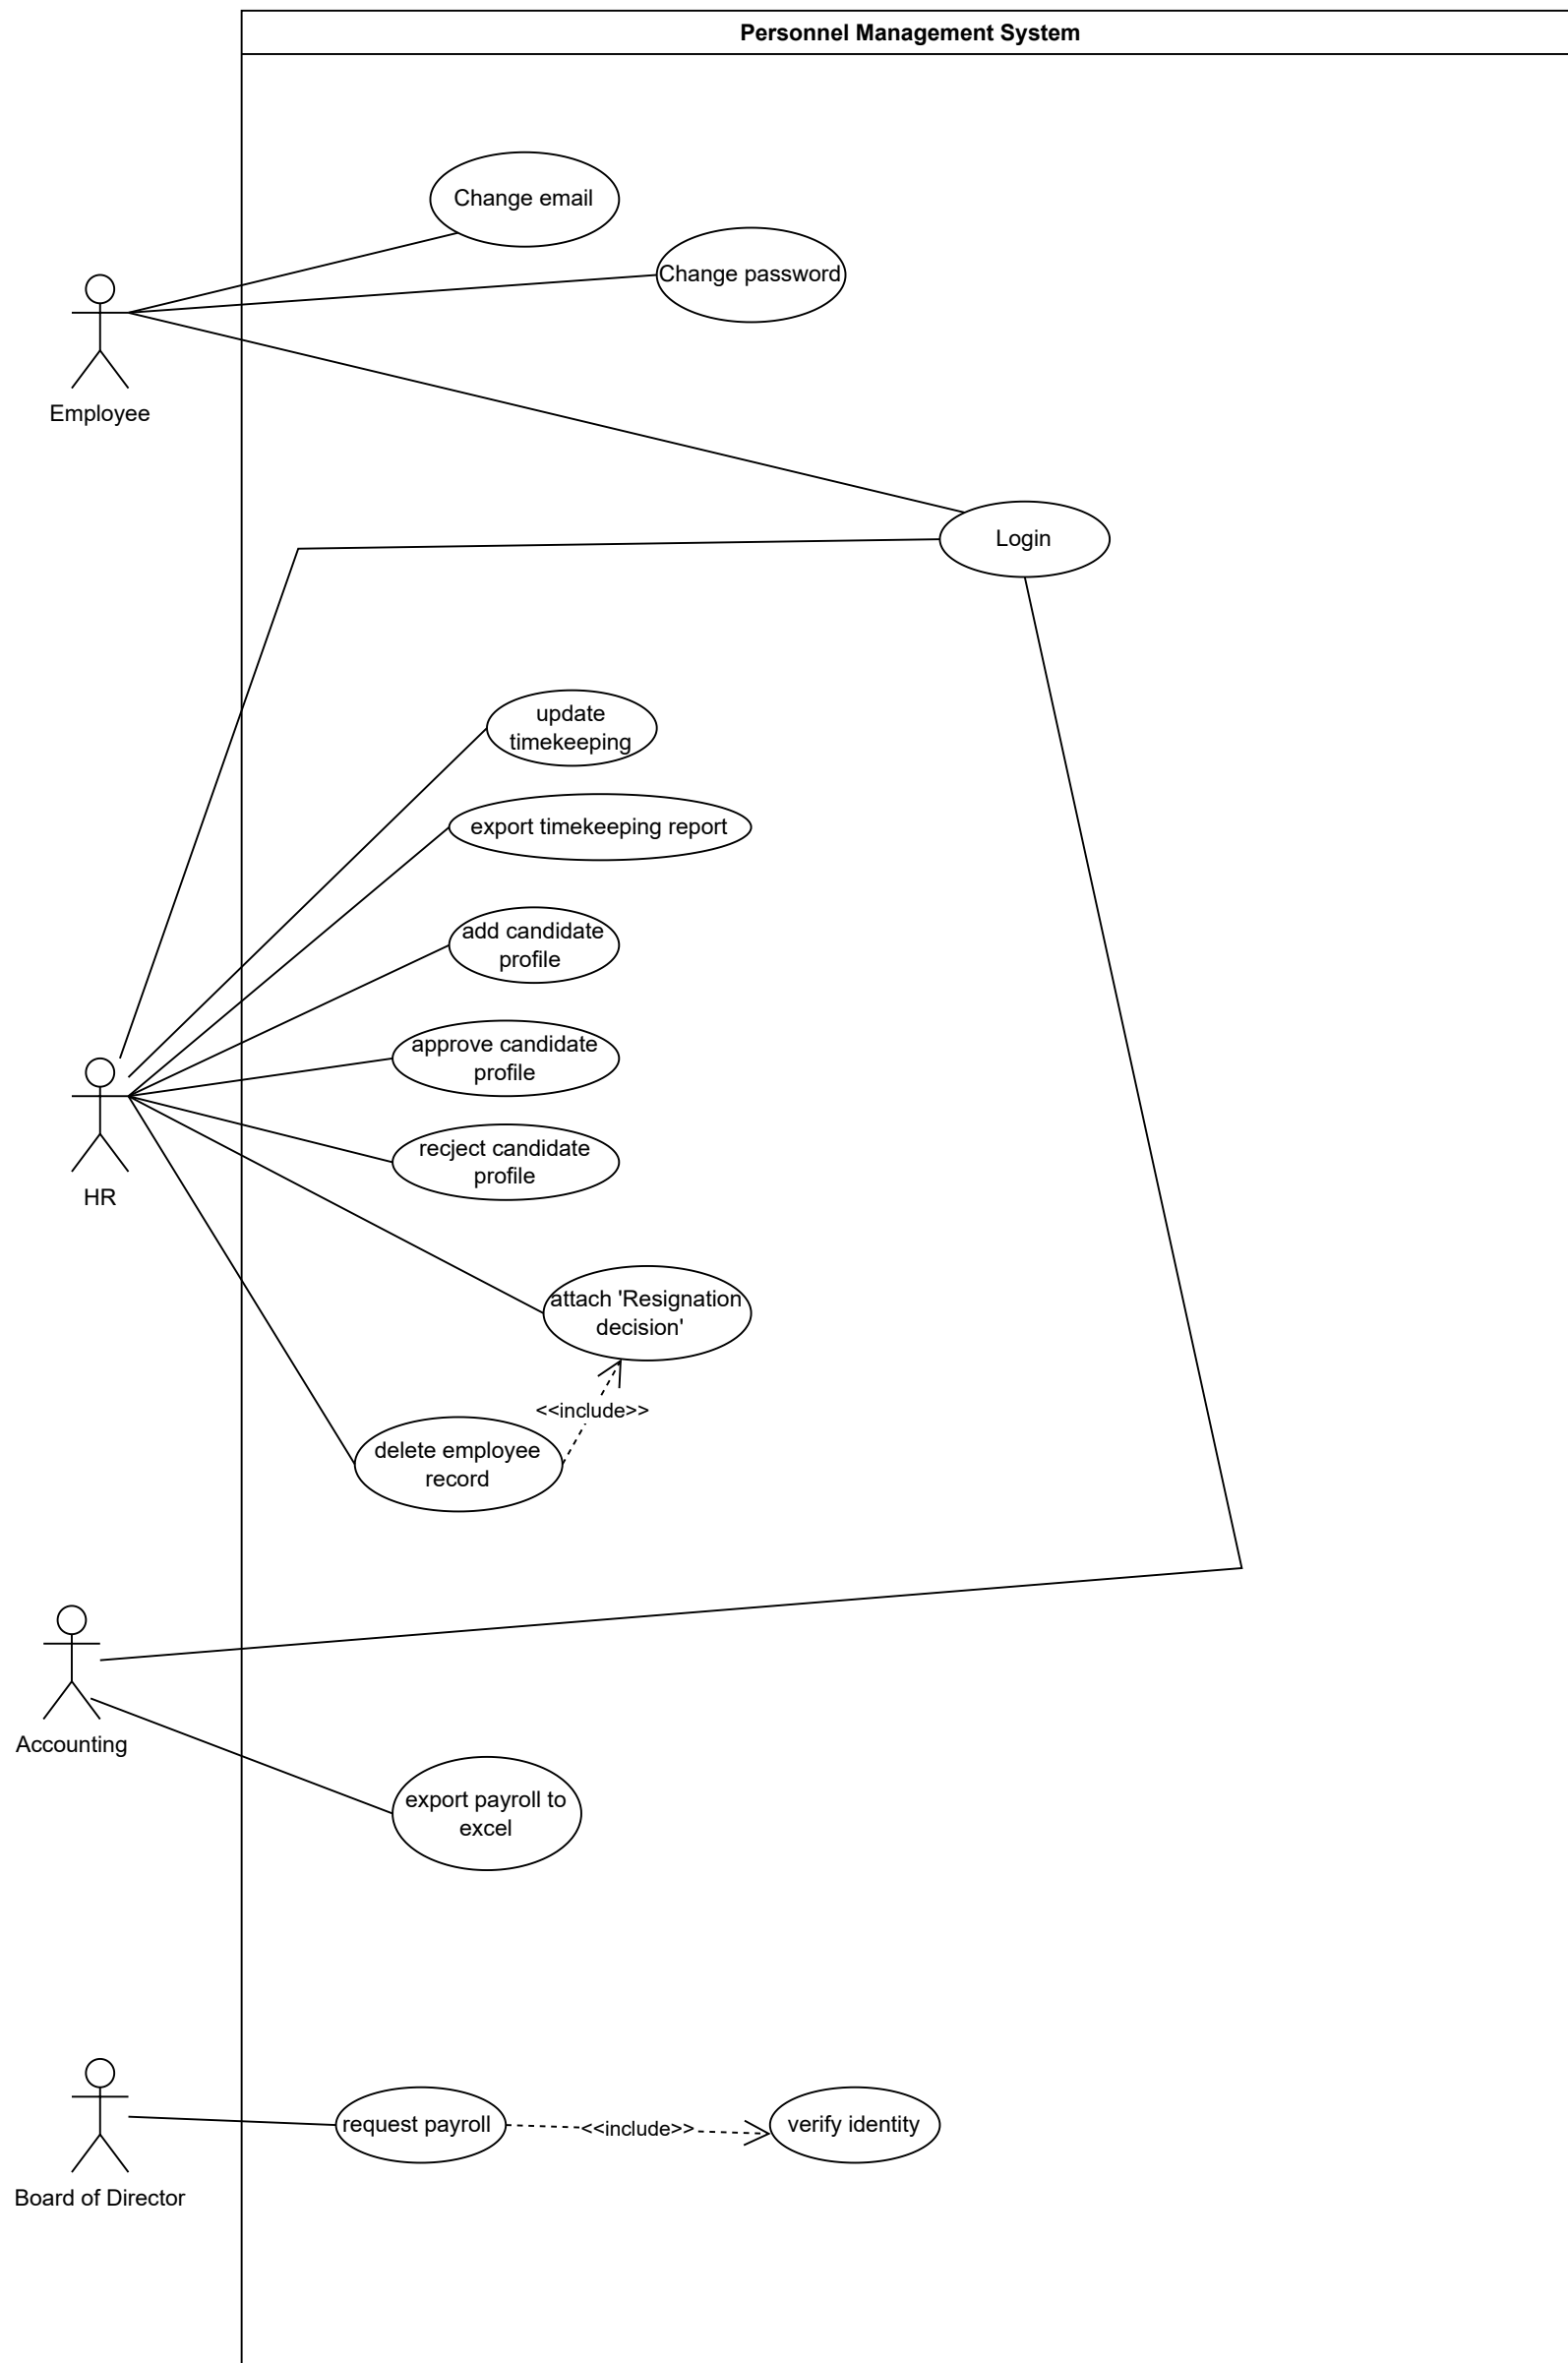 Personnel Management System
Change email
Change password
Employee
Login
update
timekeeping
export timekeeping report
add candidate
profile
approve candidate
profile
recject candidate
profile
HR
attach 'Resignation
decision'
<<include>>
delete employee
record
Accounting
export payroll to
excel
request payroll
<<include>>
verify identity
Board of Director